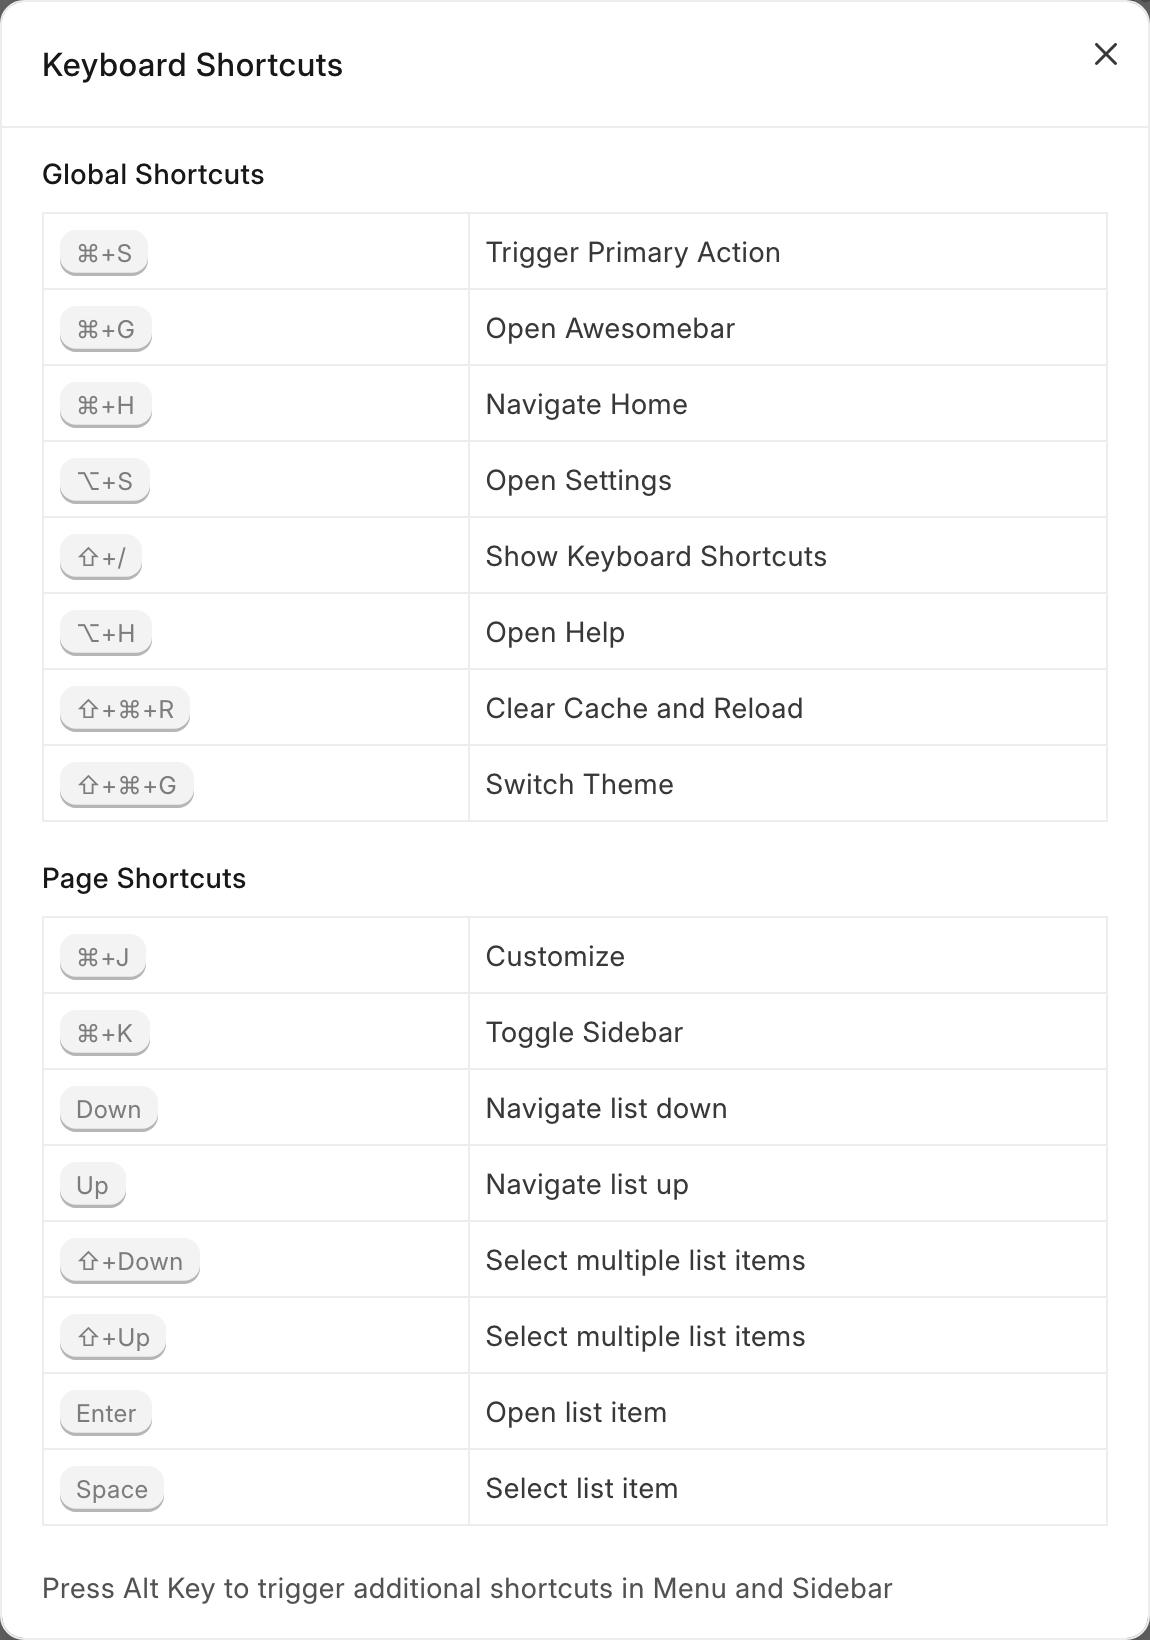 Keyboard Shortcuts
Global Shortcuts
⌘+S Trigger Primary Action
⌘+G Open Awesomebar
⌘+H Navigate Home
⌥+S Open Settings
⇧+/ Show Keyboard Shortcuts
⌥+H Open Help
⇧+⌘+R Clear Cache and Reload
⇧+⌘+G Switch Theme
Page Shortcuts
⌘+J Customize
⌘+K Toggle Sidebar
Down Navigate list down
Up Navigate list up
⇧+Down Select multiple list items
⇧+Up Select multiple list items
Enter Open list item
Space Select list item
Press Alt Key to trigger additional shortcuts in Menu and Sidebar